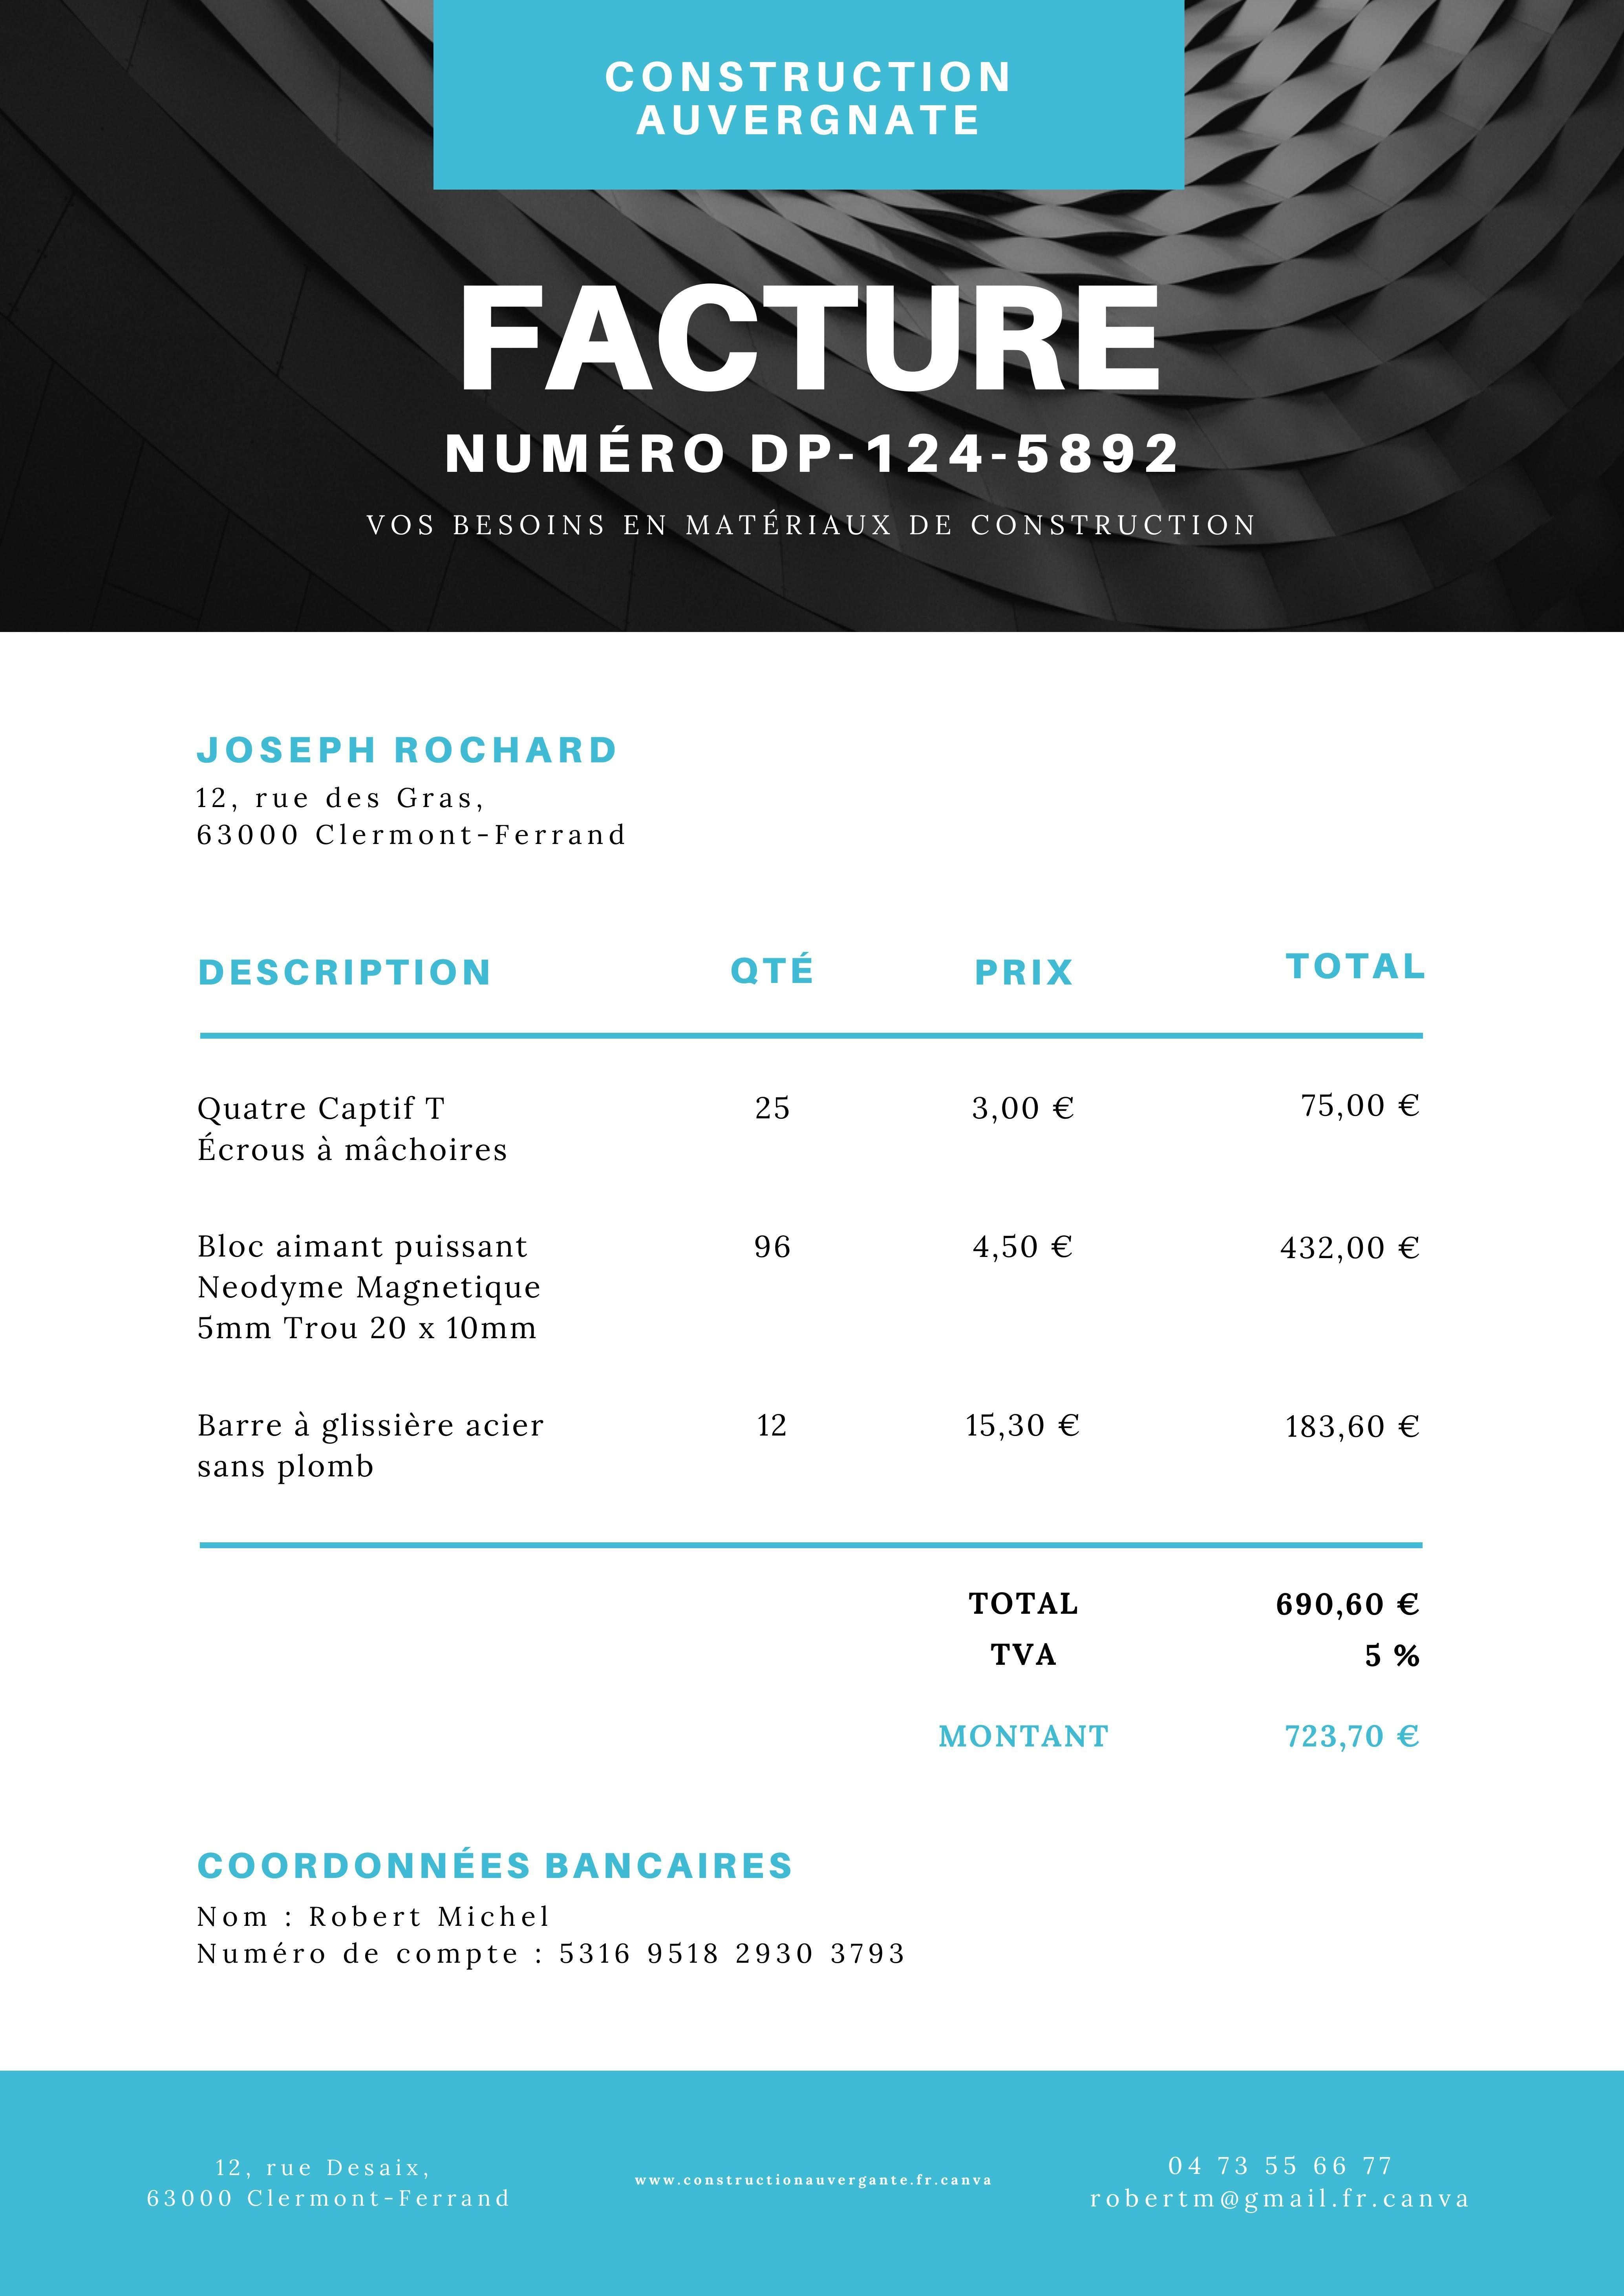 CONSTRUCTION
AUVERGNATE
FACTURE
NUMÉRO DP-124-5892
VOS BESOINS EN MATÉRIAUX DE CONSTRUCTION
JOSEPH ROCHARD
12, rue des Gras,
63000 Clermont-Ferrand
DESCRIPTION QTÉ PRIX TOTAL
Quatre Captif T 25 3,00 € 75,00 €
Écrous à mâchoires
Bloc aimant puissant 96 4,50 € 432,00 €
Neodyme Magnetique
5mm Trou 20 x 10mm
Barre à glissière acier 12 15,30 € 183,60 €
sans plomb
TOTAL 690,60 €
TVA 5 %
MONTANT 723,70 €
COORDONNÉES BANCAIRES
Nom : Robert Michel
Numéro de compte : 5316 9518 2930 3793
12, rue Desaix,
63000 Clermont-Ferrand
www.constructionauvergante.fr.canva
04 73 55 66 77
robertm@gmail.fr.canva